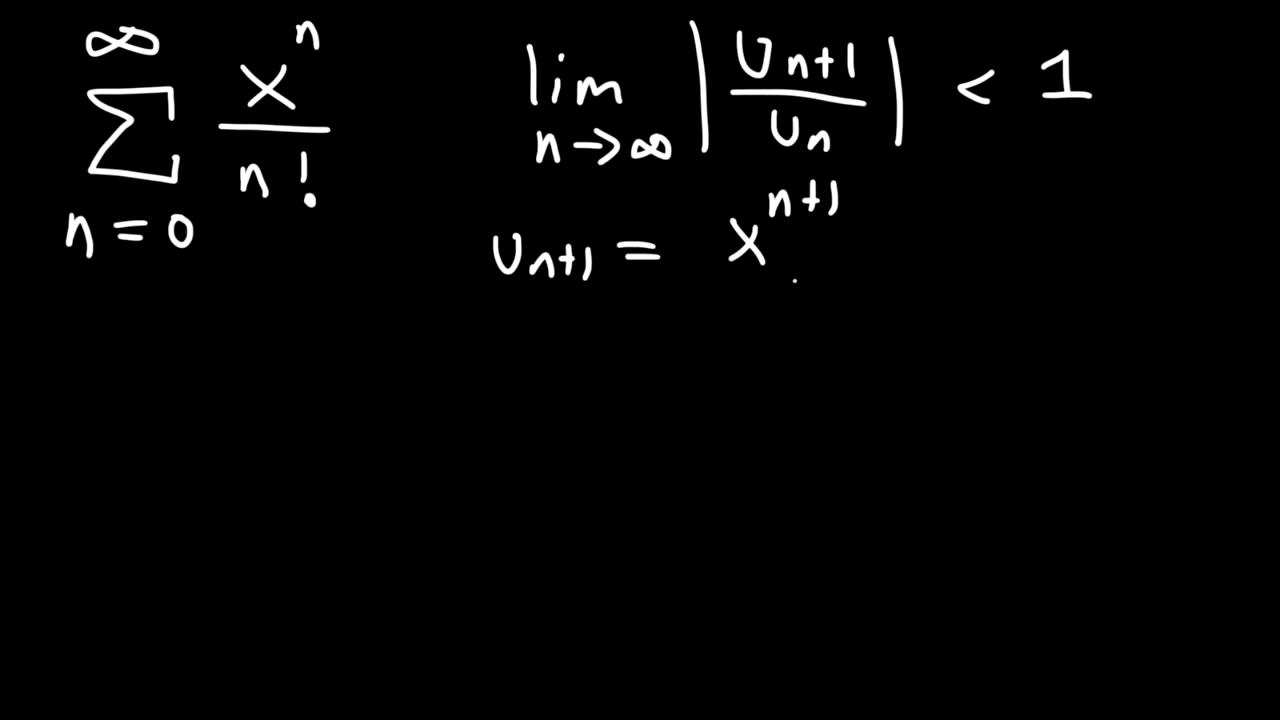 ∞
∑ xⁿ / n!
n = 0
lim |Uₙ₊₁ / Uₙ| < 1
n → ∞
Uₙ₊₁ = xⁿ⁺¹